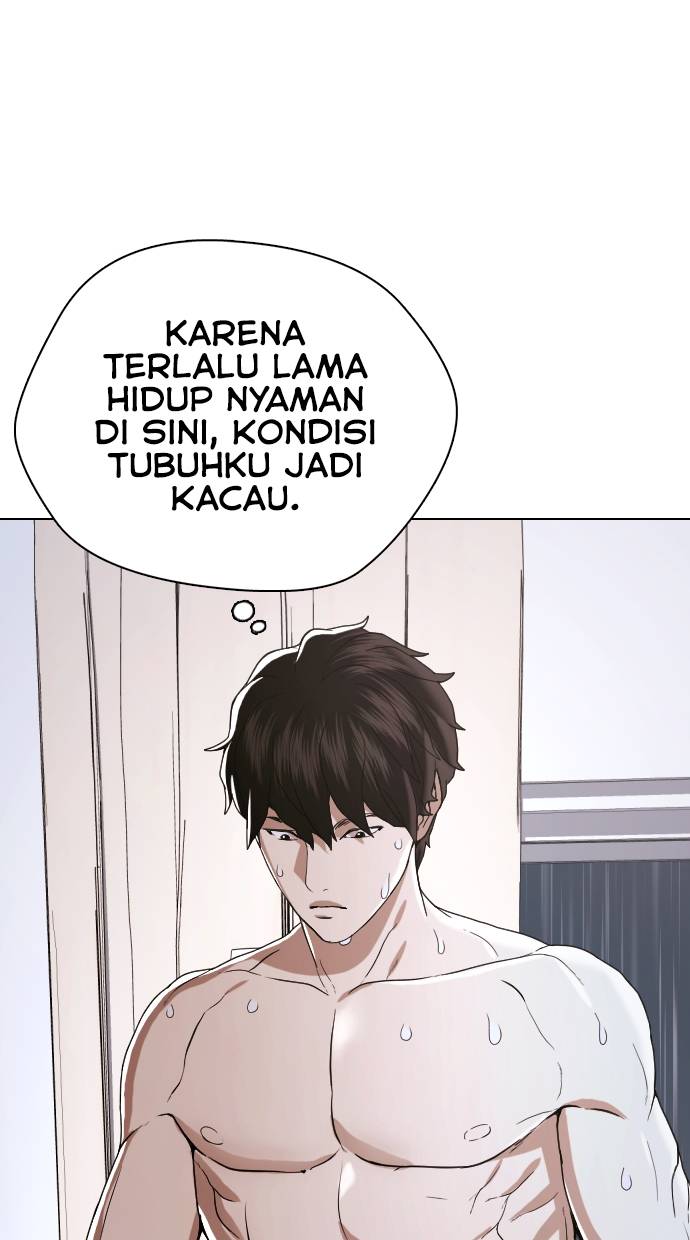 KARENA
TERLALU LAMA
HIDUP NYAMAN
DI SINI, KONDISI
TUBUHKU JADI
KACAU.